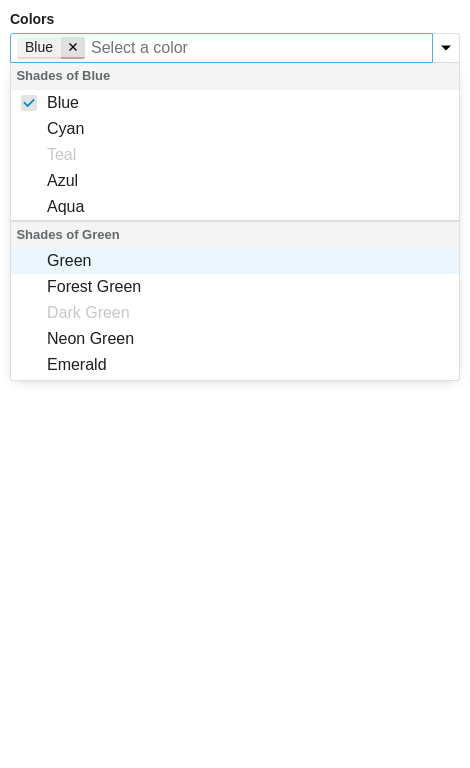 Colors
Blue ✕ Select a color
Shades of Blue
Blue
Cyan
Teal
Azul
Aqua
Shades of Green
Green
Forest Green
Dark Green
Neon Green
Emerald